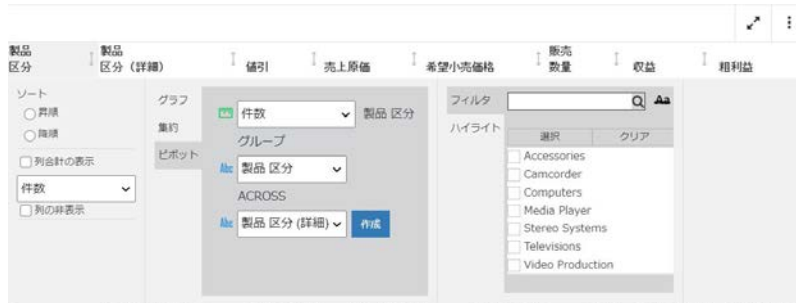 製品 区分
製品 区分 (詳細)
値引
売上原価
希望小売価格
販売 数量
収益
粗利益
ソート
昇順
降順
列合計の表示
件数
列の非表示
グラフ
集約
ピボット
件数 製品 区分
グループ
Abc 製品 区分
ACROSS
Abc 製品 区分 (詳細) 作成
フィルタ
ハイライト
Aa
選択 クリア
Accessories
Camcorder
Computers
Media Player
Stereo Systems
Televisions
Video Production